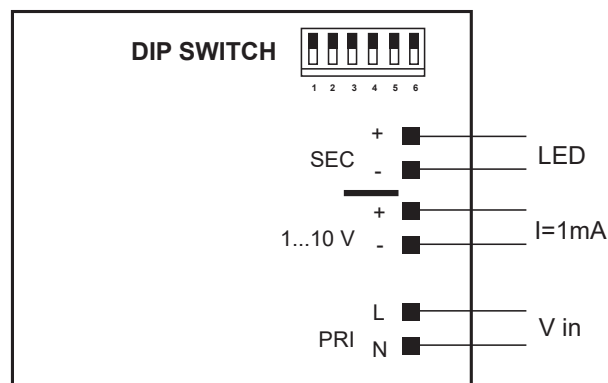 DIP SWITCH
1 2 3 4 5 6
+
SEC
-
LED
+
1...10 V
-
I=1mA
L
PRI
N
V in